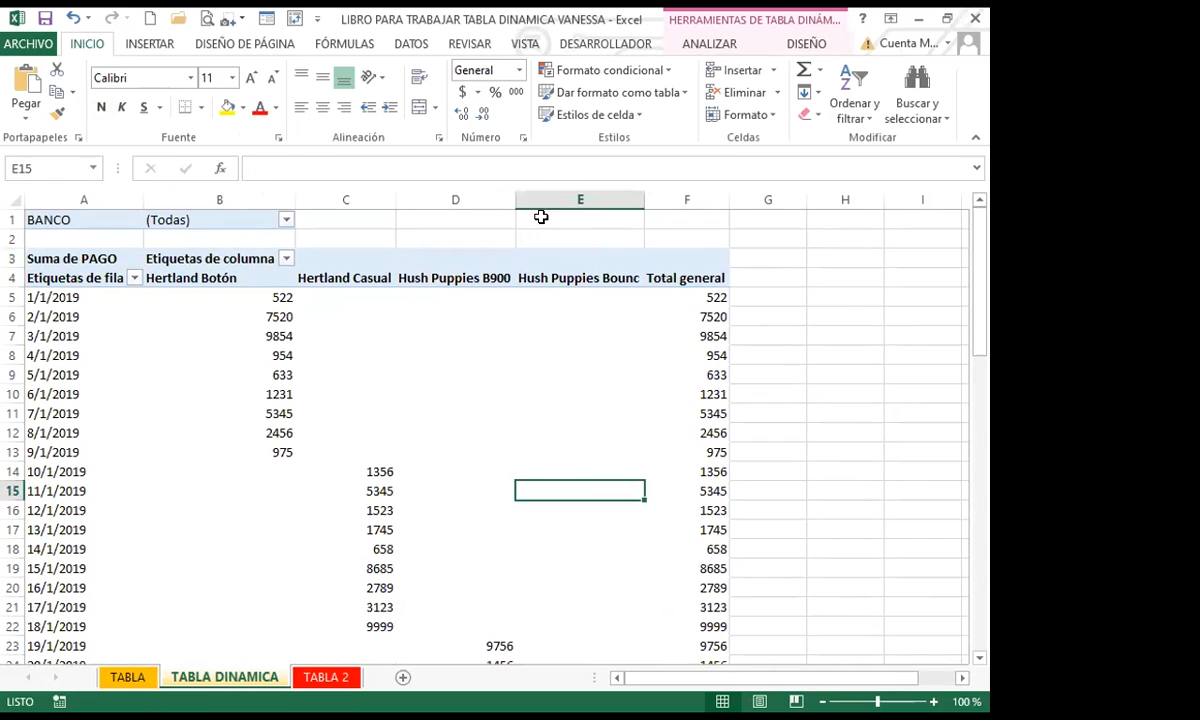 LIBRO PARA TRABAJAR TABLA DINAMICA VANESSA - Excel
HERRAMIENTAS DE TABLA DINÁM...
?
ARCHIVO INICIO INSERTAR DISEÑO DE PÁGINA FÓRMULAS DATOS REVISAR VISTA DESARROLLADOR ANALIZAR DISEÑO Cuenta M...
Pegar
Portapapeles
Calibri 11
N K S
Fuente
Alineación
General
$ % 000
Número
Formato condicional
Dar formato como tabla
Estilos de celda
Estilos
Insertar
Eliminar
Formato
Celdas
Ordenar y filtrar
Buscar y seleccionar
Modificar
E15 fx
A B C D E F G H I
1 BANCO (Todas)
2
3 Suma de PAGO Etiquetas de columna
4 Etiquetas de fila Hertland Botón Hertland Casual Hush Puppies B900 Hush Puppies Bounc Total general
5 1/1/2019 522 522
6 2/1/2019 7520 7520
7 3/1/2019 9854 9854
8 4/1/2019 954 954
9 5/1/2019 633 633
10 6/1/2019 1231 1231
11 7/1/2019 5345 5345
12 8/1/2019 2456 2456
13 9/1/2019 975 975
14 10/1/2019 1356 1356
15 11/1/2019 5345 5345
16 12/1/2019 1523 1523
17 13/1/2019 1745 1745
18 14/1/2019 658 658
19 15/1/2019 8685 8685
20 16/1/2019 2789 2789
21 17/1/2019 3123 3123
22 18/1/2019 9999 9999
23 19/1/2019 9756 9756
TABLA TABLA DINAMICA TABLA 2
LISTO 100 %